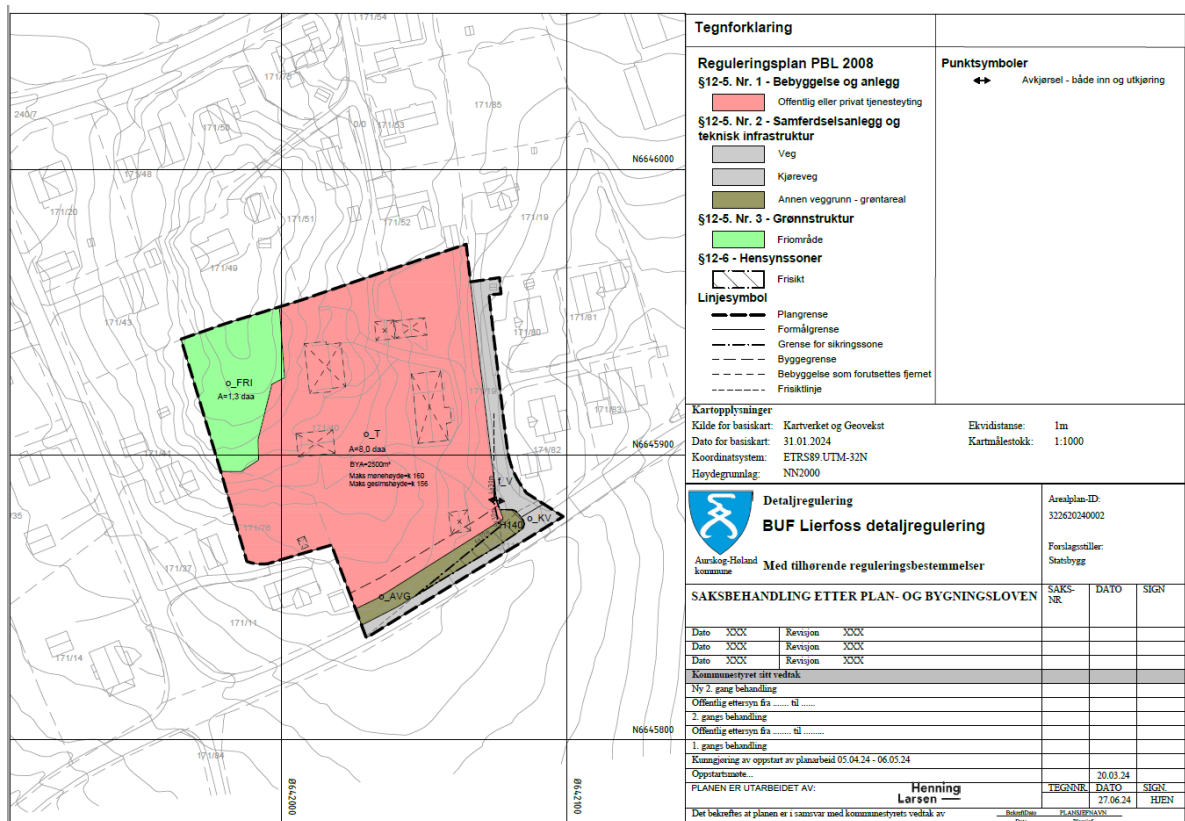 171/54
171/75
171/85
240/7
171/50
0/0
171/53
N6646000
171/48
171/20
171/51
171/52
171/19
171/49
171/43
171/80
171/81
o_FRI
A=1,3 daa
171/83
o_T
A=8,0 daa
BYA=2500m²
Maks mønehøyde=k 160
Maks gesimshøyde=k 156
N6645900
171/41
171/82
f_V
o_KV
H140
171/76
171/37
o_AVG
171/11
171/14
N6645800
171/84
Ø642000
Ø642100
Tegnforklaring
Reguleringsplan PBL 2008
§12-5. Nr. 1 - Bebyggelse og anlegg
Offentlig eller privat tjenesteyting
§12-5. Nr. 2 - Samferdselsanlegg og
teknisk infrastruktur
Veg
Kjøreveg
Annen veggrunn - grøntareal
§12-5. Nr. 3 - Grønnstruktur
Friområde
§12-6 - Hensynssoner
Frisikt
Linjesymbol
Plangrense
Formålgrense
Grense for sikringssone
Byggegrense
Bebyggelse som forutsettes fjernet
Frisiktlinje
Punktsymboler
Avkjørsel - både inn og utkjøring
Kartopplysninger
Kilde for basiskart: Kartverket og Geovekst
Dato for basiskart: 31.01.2024
Koordinatsystem: ETRS89.UTM-32N
Høydegrunnlag: NN2000
Ekvidistanse: 1m
Kartmålestokk: 1:1000
Aurskog-Høland
kommune
Detaljregulering
BUF Lierfoss detaljregulering
Med tilhørende reguleringsbestemmelser
Arealplan-ID:
322620240002
Forslagsstiller:
Statsbygg
SAKSBEHANDLING ETTER PLAN- OG BYGNINGSLOVEN SAKS-NR DATO SIGN
Dato XXX Revisjon XXX
Dato XXX Revisjon XXX
Dato XXX Revisjon XXX
Kommunestyret sitt vedtak
Ny 2. gang behandling
Offentlig ettersyn fra ....... til ......
2. gangs behandling
Offentlig ettersyn fra ......... til .........
1. gangs behandling
Kunngjøring av oppstart av planarbeid 05.04.24 - 06.05.24
Oppstartsmøte... 20.03.24
PLANEN ER UTARBEIDET AV: Henning
Larsen
TEGNNR. DATO SIGN.
27.06.24 HJEN
Det bekreftes at planen er i samsvar med kommunestyrets vedtak av